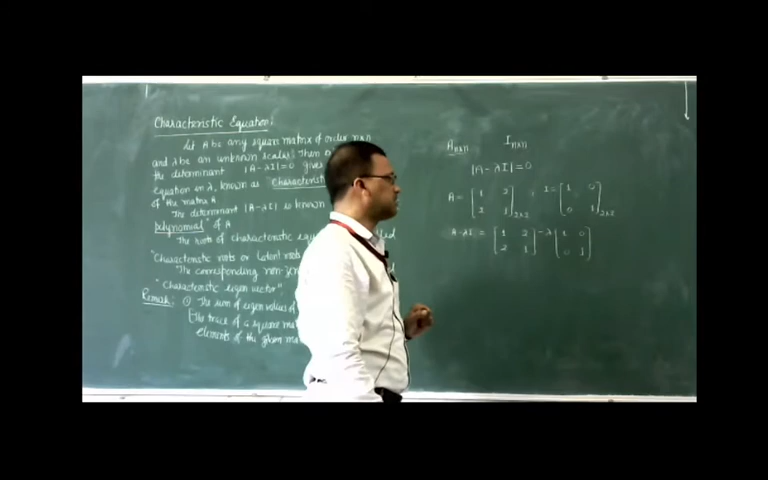 Characteristic Equation:
Let A be any square matrix of order n×n
and λ be an unknown scalar. Then
the determinant |A-λI|=0 gives
Equation in λ, known as "Characteristi
of the matrix A
The determinant |A-λI| is known
polynomial" of A
The roots of characteristic equ
"Characteristic roots or latent roots
The corresponding non-ze
"Characteristic eigen vector"
Remark: ① The sum of eigen values of
the trace of a square ma
elements of the given ma
A n×n I n×n
|A-λI|=0
A = [1 2 2 1] 2×2 , I = [1 0 0 1] 2×2
A-λI = [1 2 2 1] -λ [1 0 0 1]